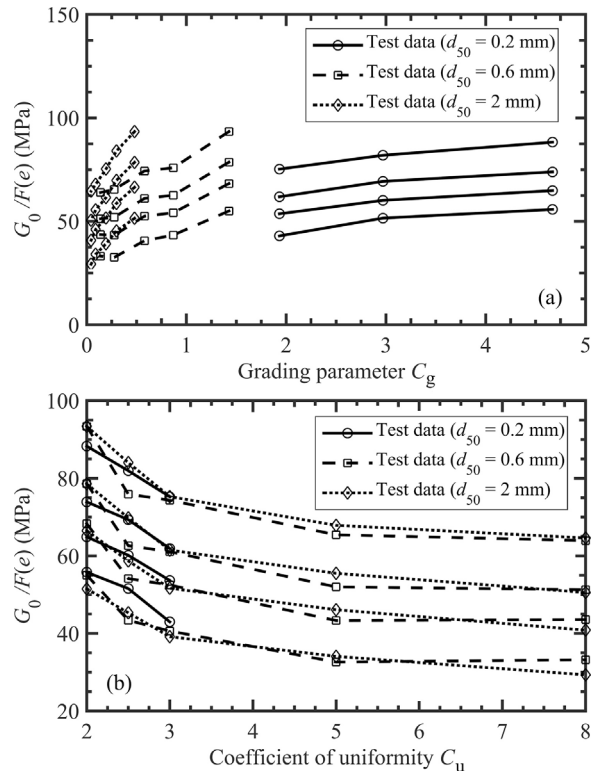 150
100
50
0
G0/F(e) (MPa)
Test data (d50 = 0.2 mm)
Test data (d50 = 0.6 mm)
Test data (d50 = 2 mm)
(a)
0 1 2 3 4 5
Grading parameter Cg
100
80
60
40
20
G0/F(e) (MPa)
Test data (d50 = 0.2 mm)
Test data (d50 = 0.6 mm)
Test data (d50 = 2 mm)
(b)
2 3 4 5 6 7 8
Coefficient of uniformity Cu